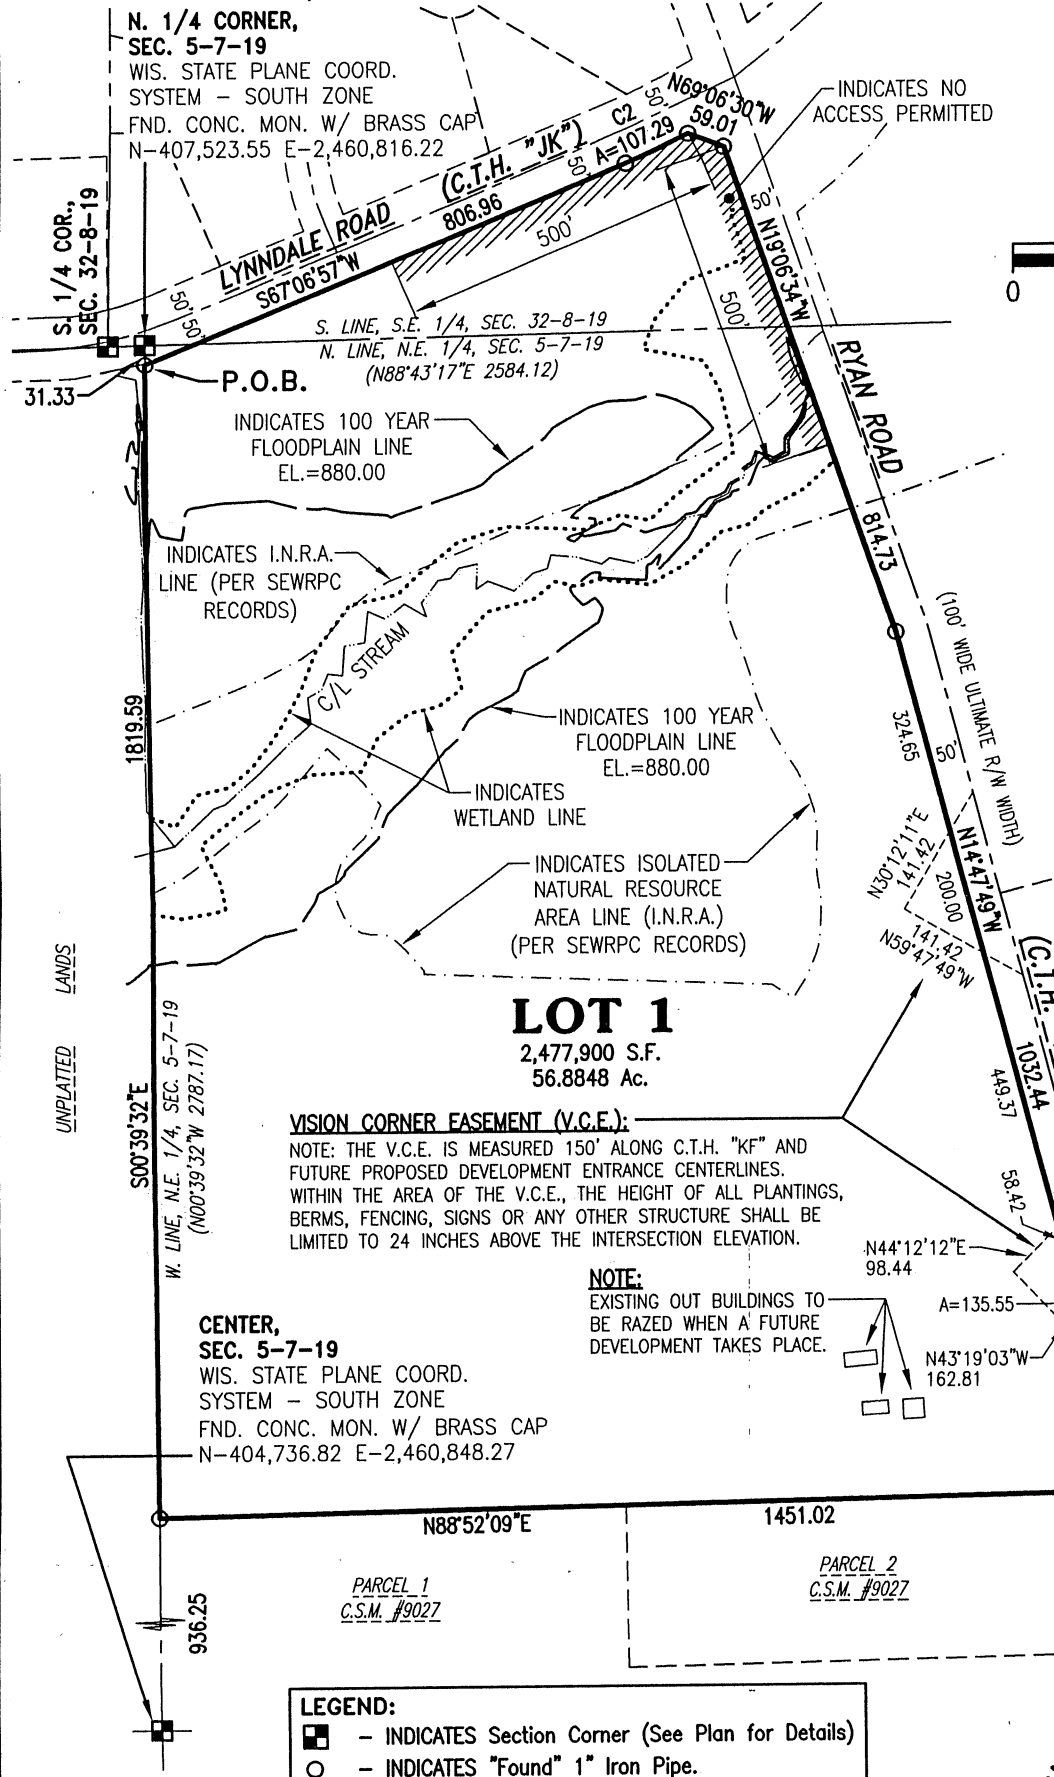 N. 1/4 CORNER,
SEC. 5-7-19
WIS. STATE PLANE COORD.
SYSTEM – SOUTH ZONE
FND. CONC. MON. W/ BRASS CAP
N-407,523.55 E-2,460,816.22
S. 1/4 COR.,
SEC. 32-8-19
N69°06'30"W
59.01
INDICATES NO
ACCESS PERMITTED
50'
C2
A=107.29
50'
(C.T.H. "JK")
LYNNDALE ROAD
806.96
S67°06'57"W
500'
50'
N19°06'34"W
500'
50'
50'
S. LINE, S.E. 1/4, SEC. 32-8-19
N. LINE, N.E. 1/4, SEC. 5-7-19
(N88°43'17"E 2584.12)
0
RYAN ROAD
31.33
P.O.B.
INDICATES 100 YEAR
FLOODPLAIN LINE
EL.=880.00
814.73
INDICATES I.N.R.A.
LINE (PER SEWRPC
RECORDS)
C/L STREAM
(100' WIDE ULTIMATE R/W WIDTH)
1819.59
INDICATES 100 YEAR
FLOODPLAIN LINE
EL.=880.00
324.65
50'
INDICATES
WETLAND LINE
N30°12'11"E
141.42
N14°47'49"W
200.00
INDICATES ISOLATED
NATURAL RESOURCE
AREA LINE (I.N.R.A.)
(PER SEWRPC RECORDS)
141.42
N59°47'49"W
(C.T.H.
UNPLATTED LANDS
LOT 1
2,477,900 S.F.
56.8848 Ac.
S00°39'32"E
W. LINE, N.E. 1/4, SEC. 5-7-19
(N00°39'32"W 2787.17)
1032.44
449.37
VISION CORNER EASEMENT (V.C.E.):
NOTE: THE V.C.E. IS MEASURED 150' ALONG C.T.H. "KF" AND
FUTURE PROPOSED DEVELOPMENT ENTRANCE CENTERLINES.
WITHIN THE AREA OF THE V.C.E., THE HEIGHT OF ALL PLANTINGS,
BERMS, FENCING, SIGNS OR ANY OTHER STRUCTURE SHALL BE
LIMITED TO 24 INCHES ABOVE THE INTERSECTION ELEVATION.
58.42
N44°12'12"E
98.44
NOTE:
EXISTING OUT BUILDINGS TO
BE RAZED WHEN A FUTURE
DEVELOPMENT TAKES PLACE.
A=135.55
N43°19'03"W
162.81
CENTER,
SEC. 5-7-19
WIS. STATE PLANE COORD.
SYSTEM – SOUTH ZONE
FND. CONC. MON. W/ BRASS CAP
N-404,736.82 E-2,460,848.27
N88°52'09"E
1451.02
PARCEL 1
C.S.M. #9027
PARCEL 2
C.S.M. #9027
936.25
LEGEND:
– INDICATES Section Corner (See Plan for Details)
– INDICATES "Found" 1" Iron Pipe.